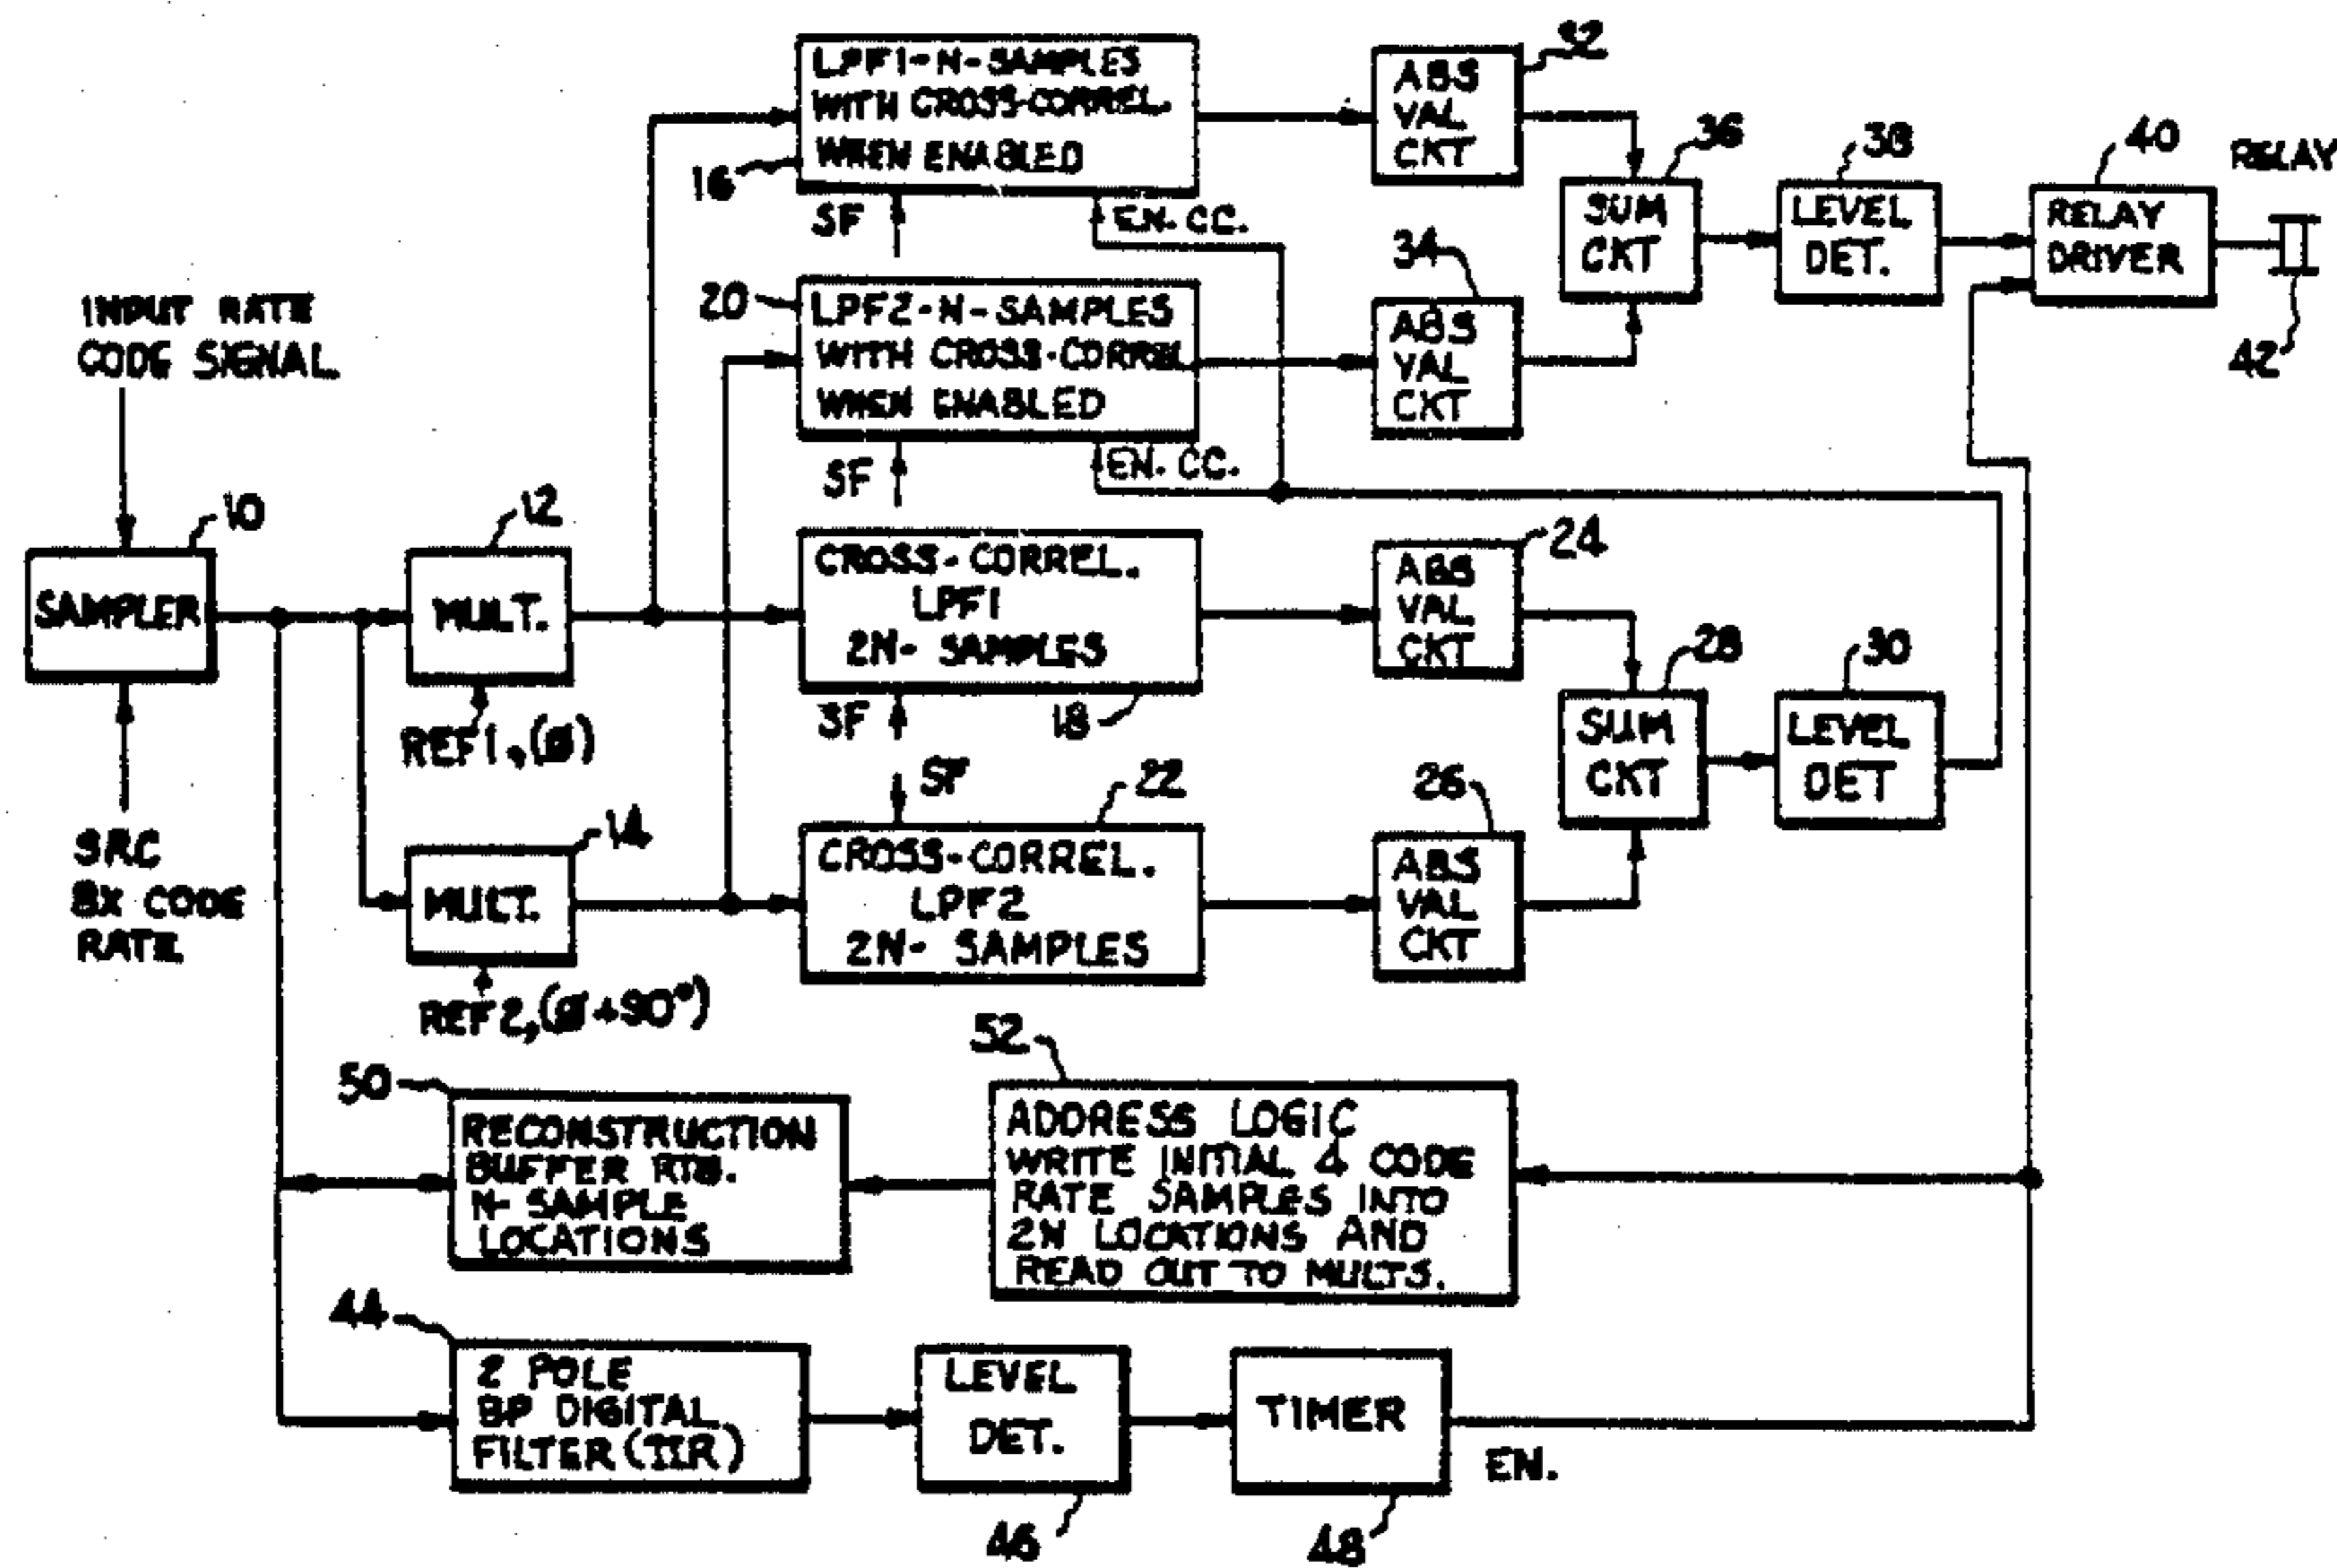 LPF1-N-SAMPLES
WITH CROSS-CORREL.
WHEN ENABLED
16
SF
EN. CC.
ABS
VAL
CKT
32
36
SUM
CKT
38
LEVEL
DET.
40
RELAY
DRIVER
RELAY
42
20
LPF2-N-SAMPLES
WITH CROSS-CORREL
WHEN ENABLED
SF
EN. CC.
34
ABS
VAL
CKT
INPUT RATE
CODE SIGNAL
10
SAMPLER
SRC
8X CODE
RATE
12
MULT.
REF1,(Ø)
14
MULT.
REF2,(Ø+90°)
CROSS-CORREL.
LPF1
2N- SAMPLES
SF
18
24
ABS
VAL
CKT
28
SUM
CKT
30
LEVEL
DET
SF
22
CROSS-CORREL.
LPF2
2N- SAMPLES
26
ABS
VAL
CKT
50
RECONSTRUCTION
BUFFER RTB.
N-SAMPLE
LOCATIONS
52
ADDRESS LOGIC
WRITE INITIAL 4 CODE
RATE SAMPLES INTO
2N LOCATIONS AND
READ OUT TO MULTS.
44
2 POLE
BP DIGITAL
FILTER (IIR)
LEVEL
DET.
46
TIMER
48
EN.